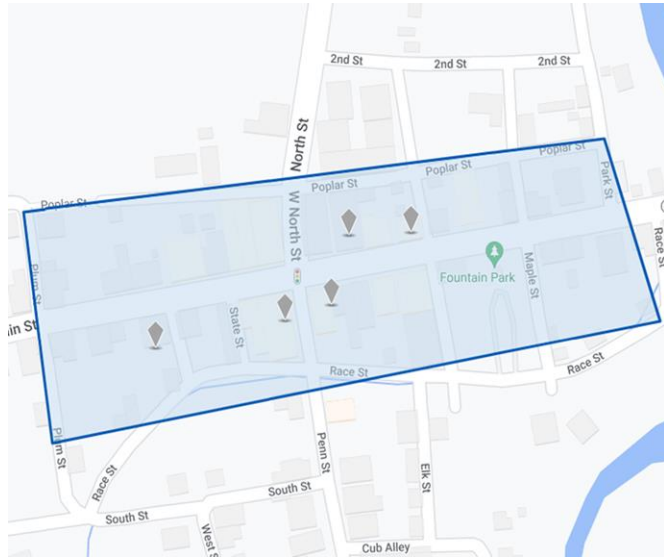 2nd St
2nd St
2nd St
North St
Poplar St
Poplar St
Poplar St
Poplar St
Park St
W North St
Race St
Plum St
Fountain Park
Maple St
in St
State St
Race St
Race St
Plum St
Penn St
Race St
Elk St
South St
South St
West S
Cub Alley